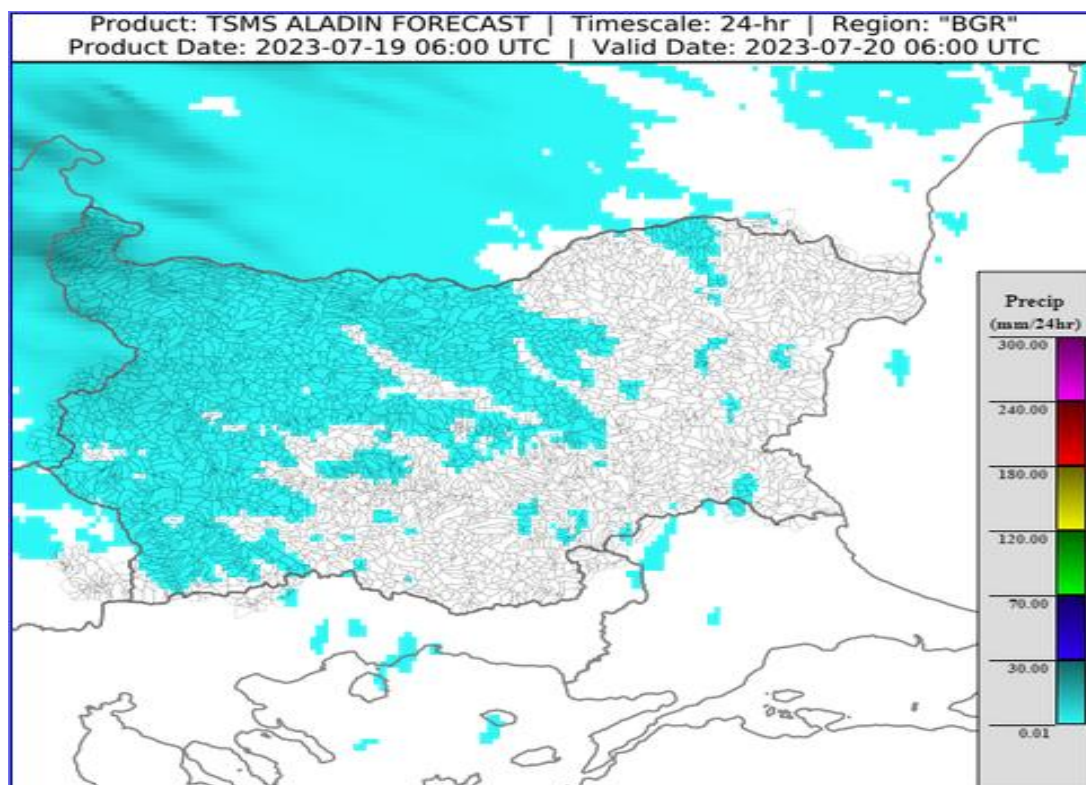 Product: TSMS ALADIN FORECAST | Timescale: 24-hr | Region: "BGR"
Product Date: 2023-07-19 06:00 UTC | Valid Date: 2023-07-20 06:00 UTC
Precip
(mm/24hr)
300.00
240.00
180.00
120.00
70.00
30.00
0.01